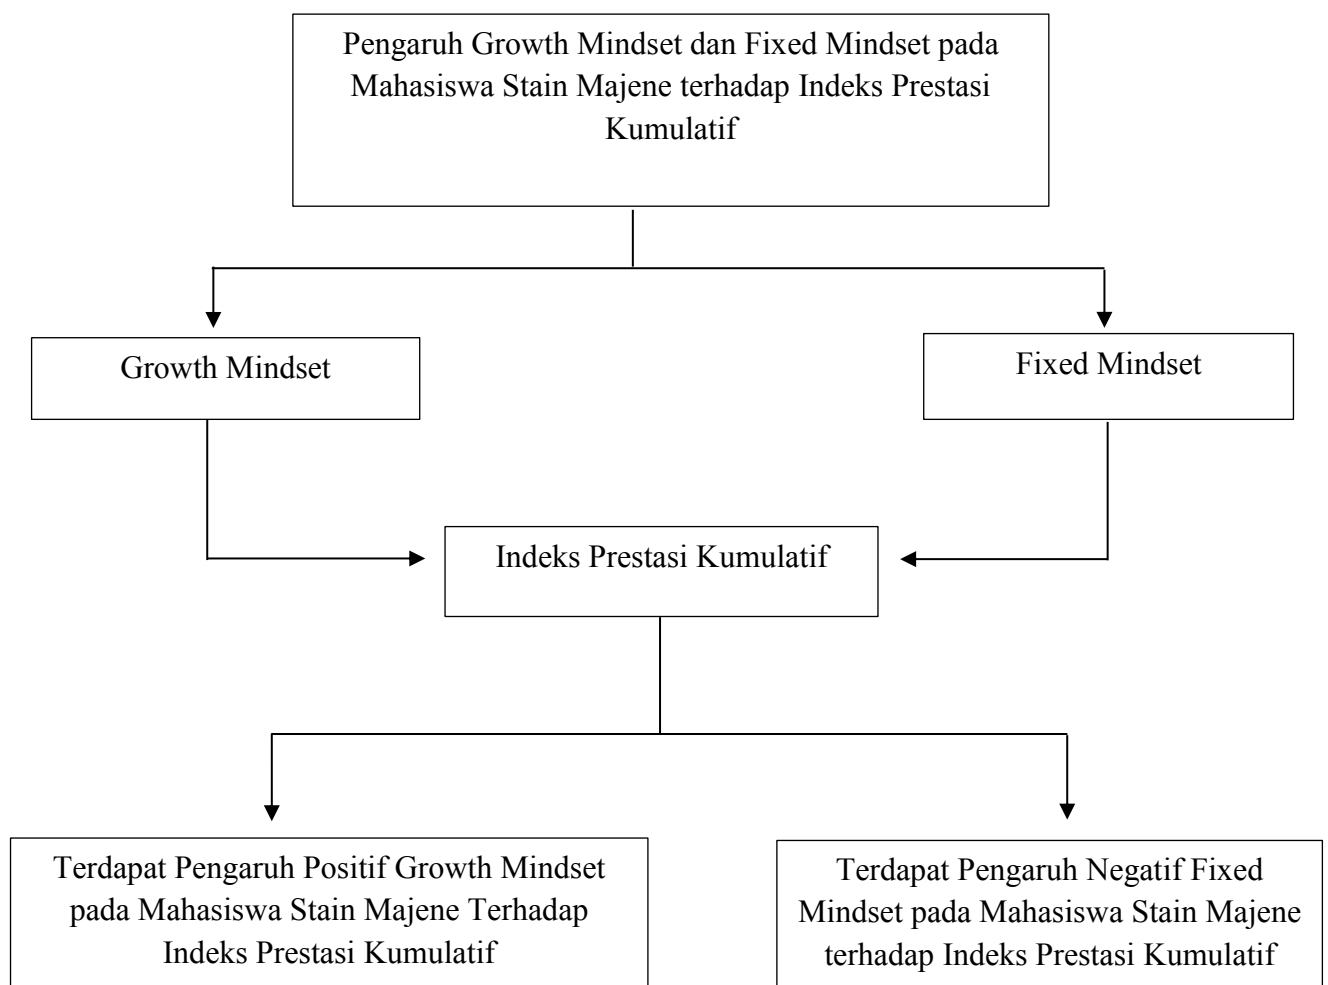 Pengaruh Growth Mindset dan Fixed Mindset pada
Mahasiswa Stain Majene terhadap Indeks Prestasi
Kumulatif
Growth Mindset
Fixed Mindset
Indeks Prestasi Kumulatif
Terdapat Pengaruh Positif Growth Mindset
pada Mahasiswa Stain Majene Terhadap
Indeks Prestasi Kumulatif
Terdapat Pengaruh Negatif Fixed
Mindset pada Mahasiswa Stain Majene
terhadap Indeks Prestasi Kumulatif